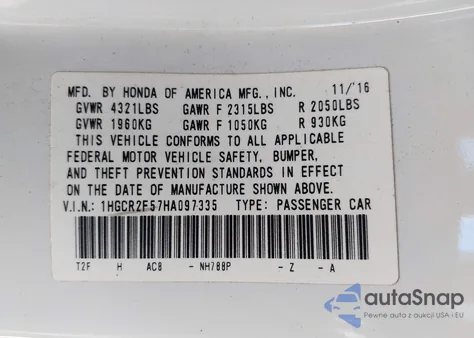 MFD. BY HONDA OF AMERICA MFG., INC. 11/'16
GVWR 4321LBS GAWR F 2315LBS R 2050LBS
GVWR 1960KG GAWR F 1050KG R 930KG
THIS VEHICLE CONFORMS TO ALL APPLICABLE
FEDERAL MOTOR VEHICLE SAFETY, BUMPER,
AND THEFT PREVENTION STANDARDS IN EFFECT
ON THE DATE OF MANUFACTURE SHOWN ABOVE.
V.I.N.: 1HGCR2F57HA097335 TYPE: PASSENGER CAR
T2F H AC8 - NH788P - Z - A
autoSnap
Pewne auto z USA i EU